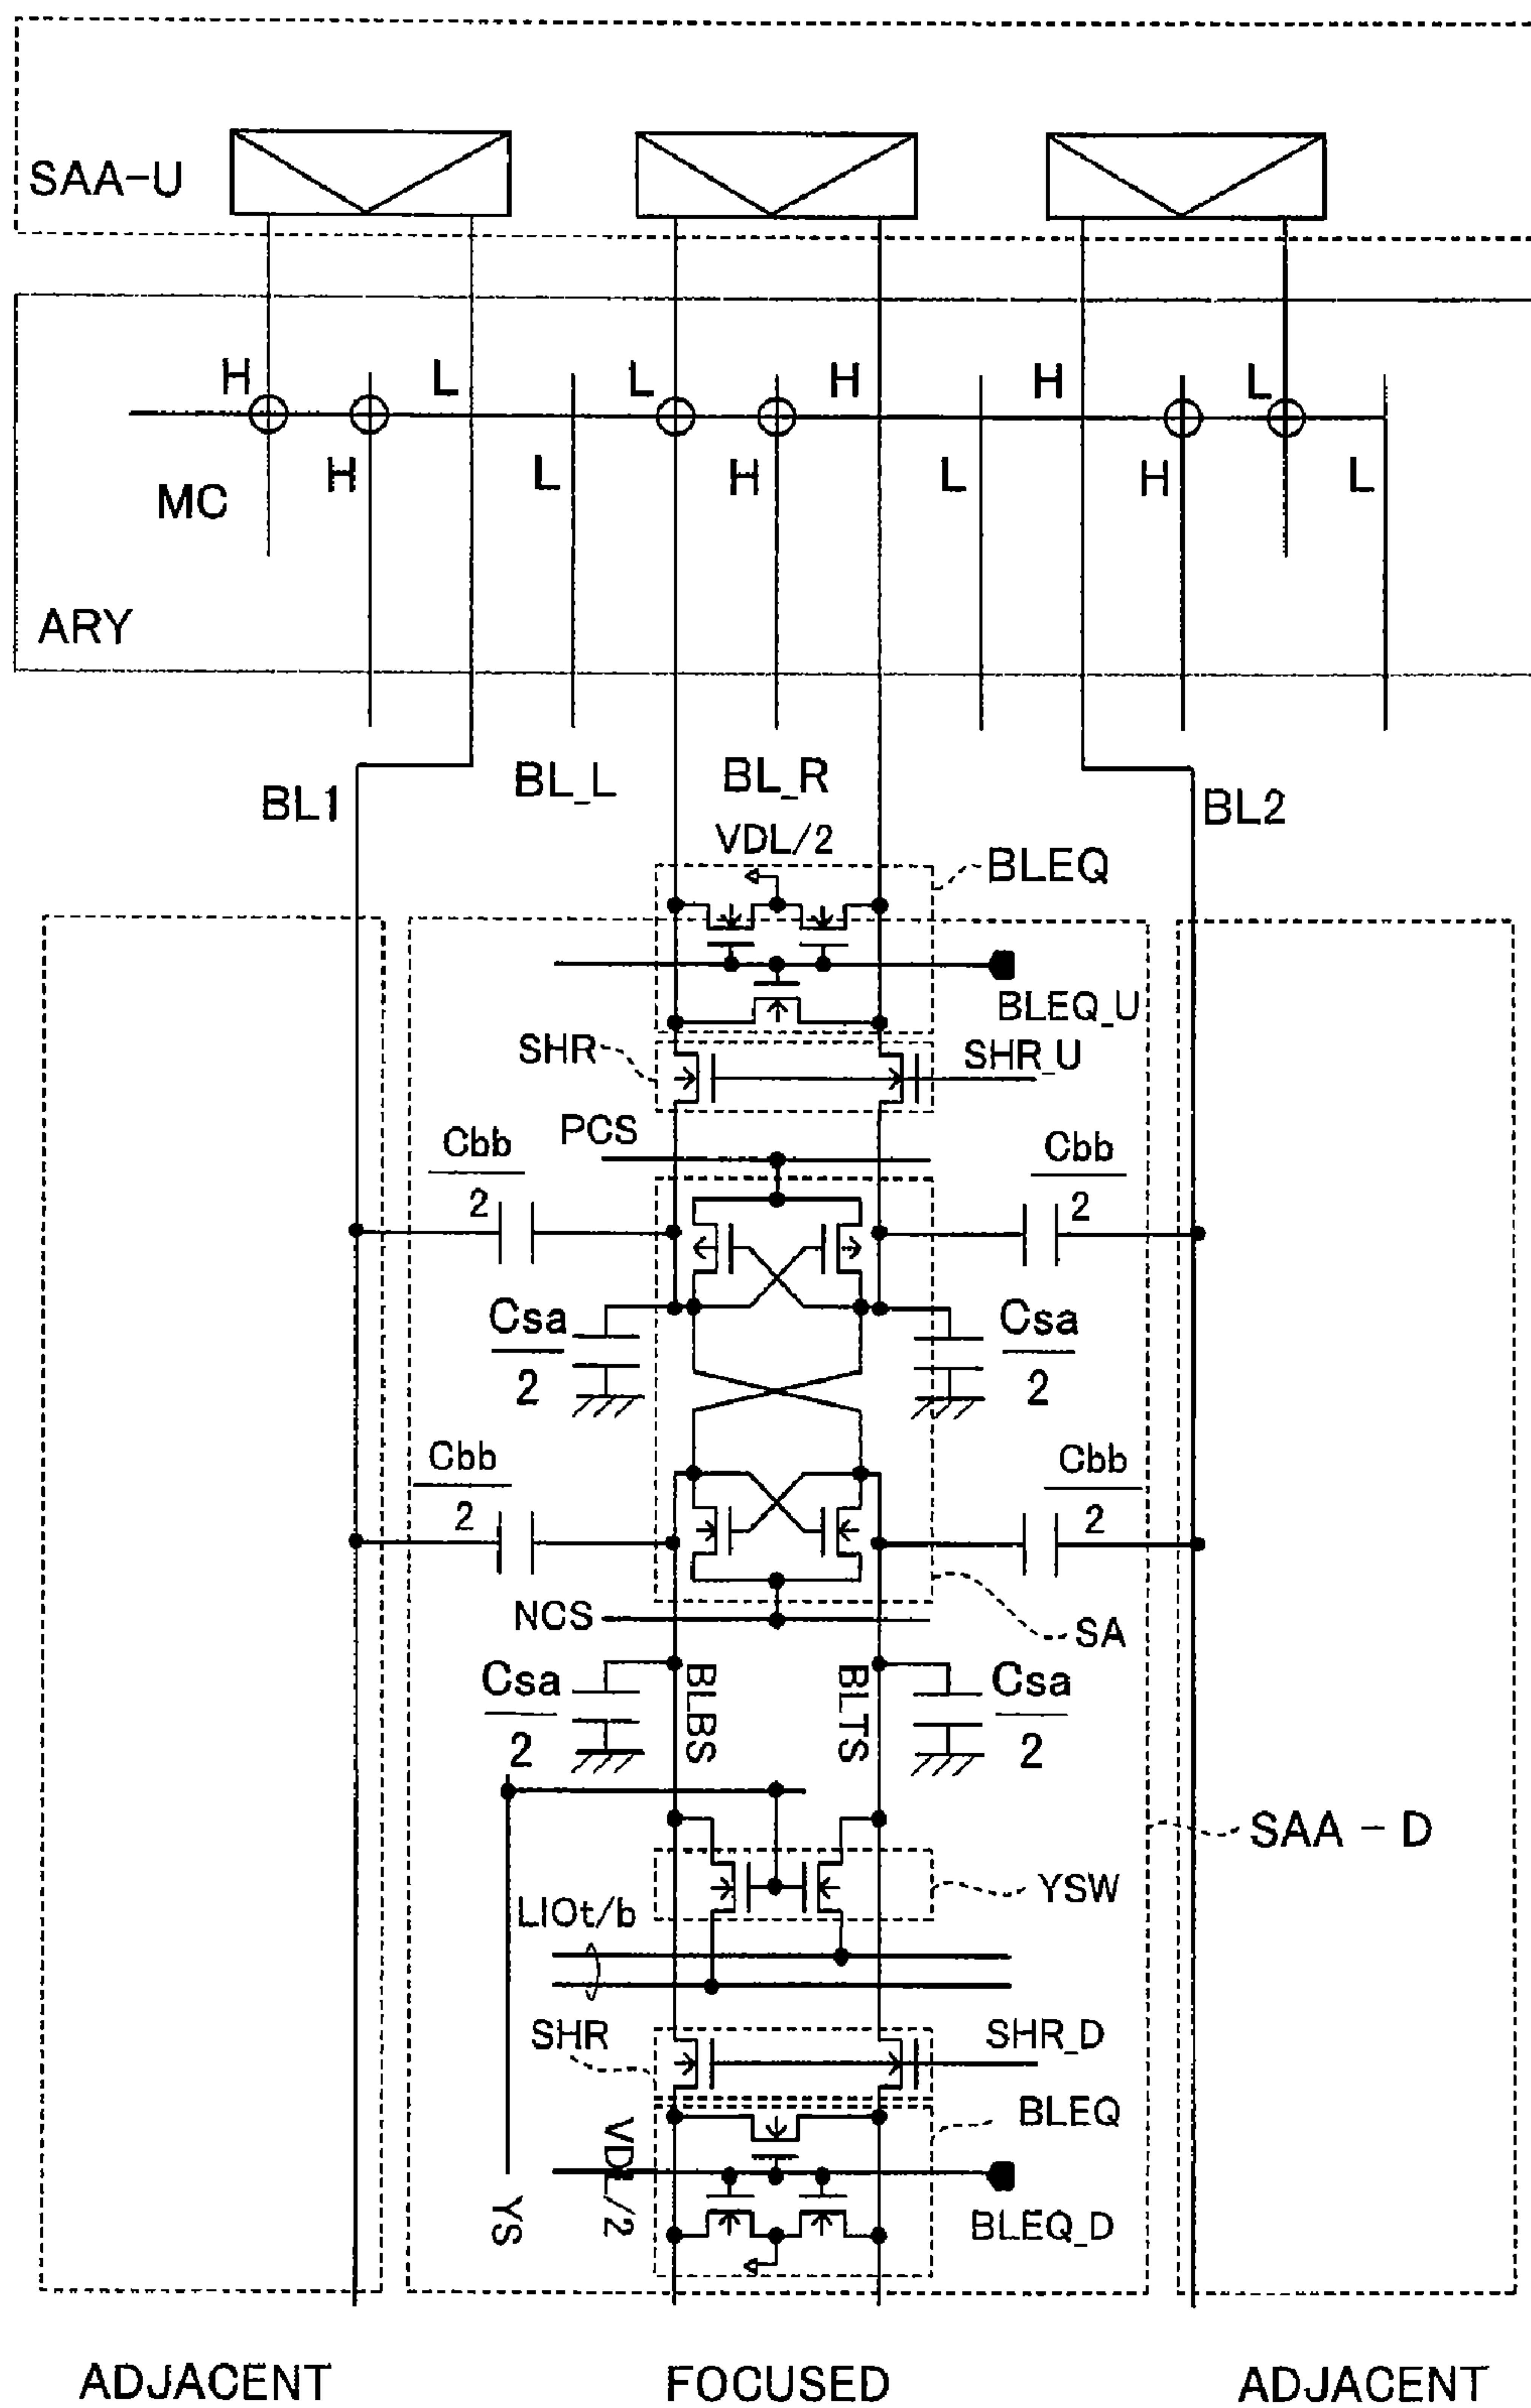 SAA-U
H
L
L
H
H
L
H
L
H
L
H
L
MC
ARY
BL1
BL_L
BL_R
BL2
VDL/2
BLEQ
BLEQ_U
SHR
SHR_U
PCS
Cbb
2
Cbb
2
Csa
2
Csa
2
Cbb
2
Cbb
2
NCS
SA
Csa
2
BLBS
BLTS
Csa
2
SAA - D
YSW
LIOt/b
SHR
SHR_D
BLEQ
VDL/2
YS
BLEQ_D
ADJACENT
FOCUSED
ADJACENT